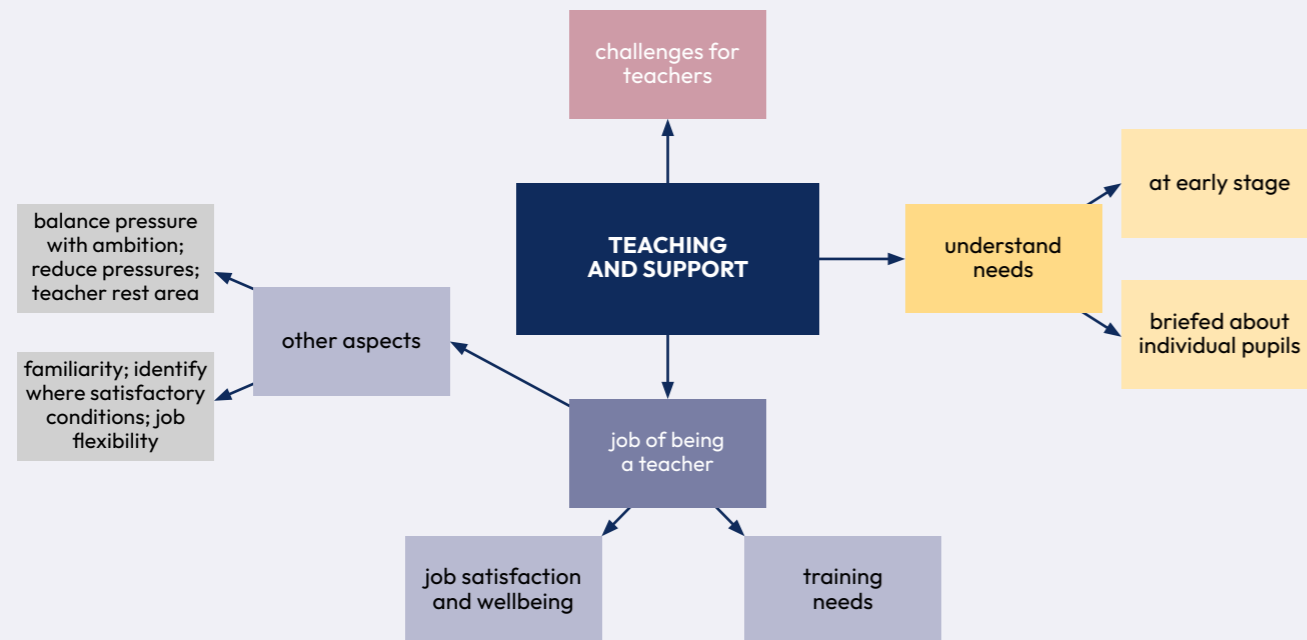 challenges for
teachers
TEACHING
AND SUPPORT
understand
needs
at early stage
briefed about
individual pupils
balance pressure
with ambition;
reduce pressures;
teacher rest area
other aspects
familiarity; identify
where satisfactory
conditions; job
flexibility
job of being
a teacher
job satisfaction
and wellbeing
training
needs